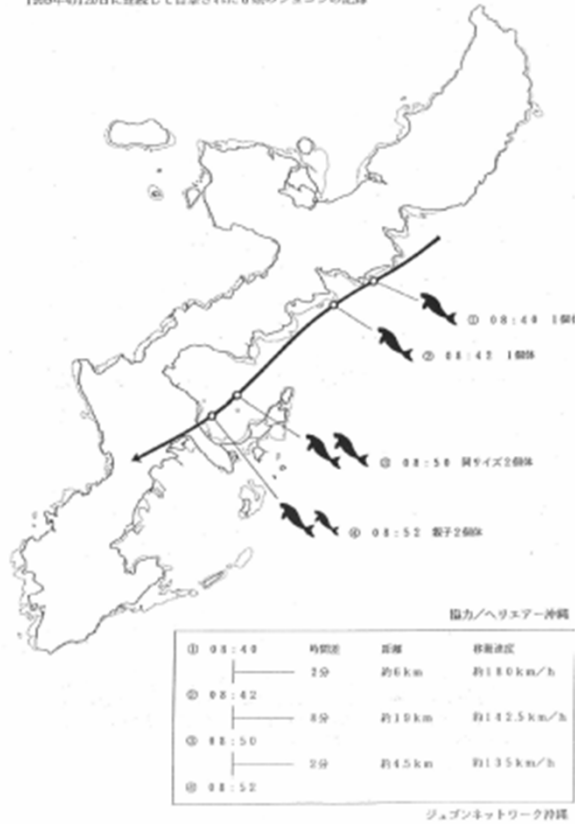 ① 08:40 1個体
② 08:42 1個体
③ 08:50 同サイズ2個体
④ 08:52 親子2個体
協力/ヘリエアー沖縄
① 08:40 時間差 距離 移動速度
2分 約6km 約180km/h
② 08:42
8分 約19km 約142.5km/h
③ 08:50
2分 約4.5km 約135km/h
④ 08:52
ジュゴンネットワーク沖縄